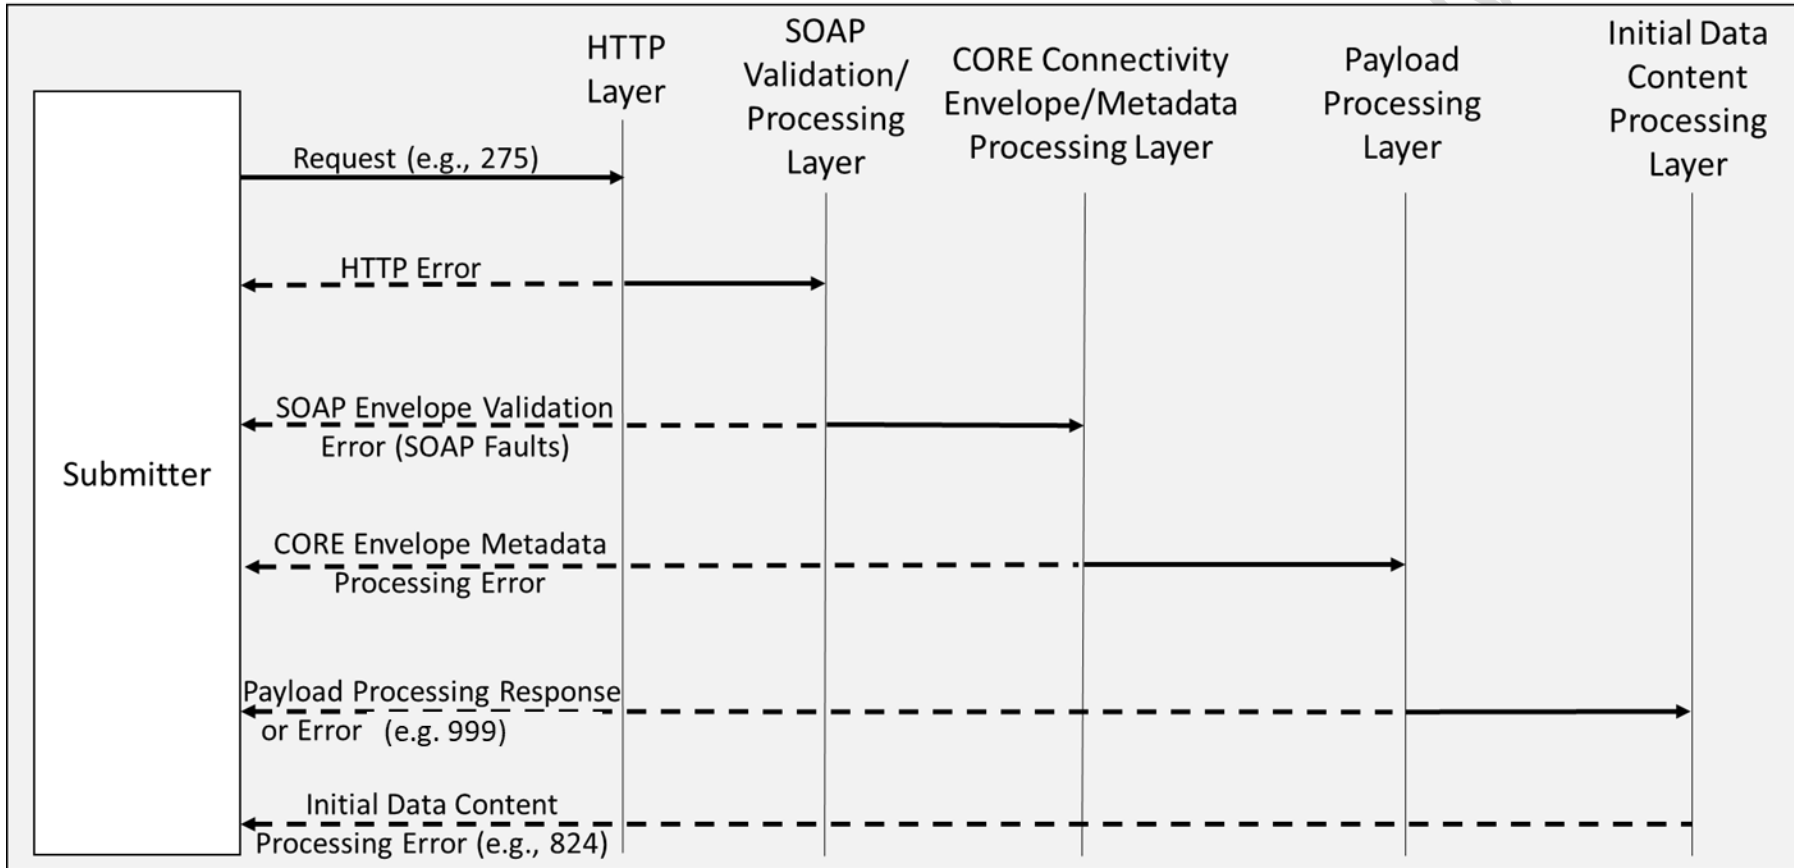 HTTP
Layer
SOAP
Validation/
Processing
Layer
CORE Connectivity
Envelope/Metadata
Processing Layer
Payload
Processing
Layer
Initial Data
Content
Processing
Layer
Submitter
Request (e.g., 275)
HTTP Error
SOAP Envelope Validation
Error (SOAP Faults)
CORE Envelope Metadata
Processing Error
Payload Processing Response
or Error (e.g. 999)
Initial Data Content
Processing Error (e.g., 824)